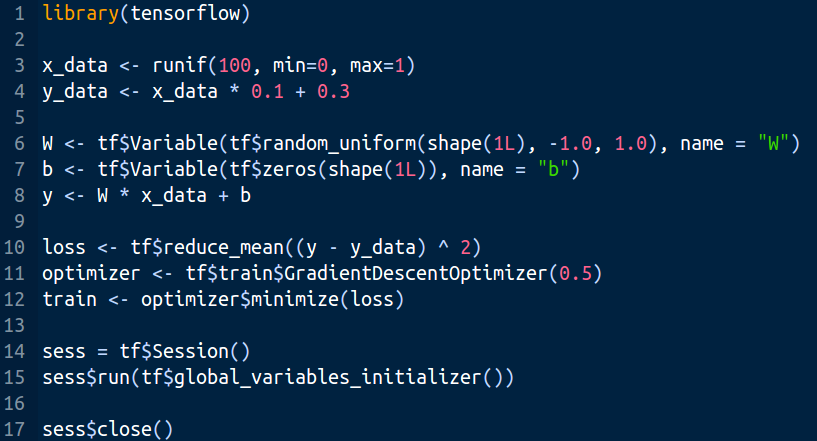 1 library(tensorflow)
2
3 x_data <- runif(100, min=0, max=1)
4 y_data <- x_data * 0.1 + 0.3
5
6 W <- tf$Variable(tf$random_uniform(shape(1L), -1.0, 1.0), name = "W")
7 b <- tf$Variable(tf$zeros(shape(1L)), name = "b")
8 y <- W * x_data + b
9
10 loss <- tf$reduce_mean((y - y_data) ^ 2)
11 optimizer <- tf$train$GradientDescentOptimizer(0.5)
12 train <- optimizer$minimize(loss)
13
14 sess = tf$Session()
15 sess$run(tf$global_variables_initializer())
16
17 sess$close()